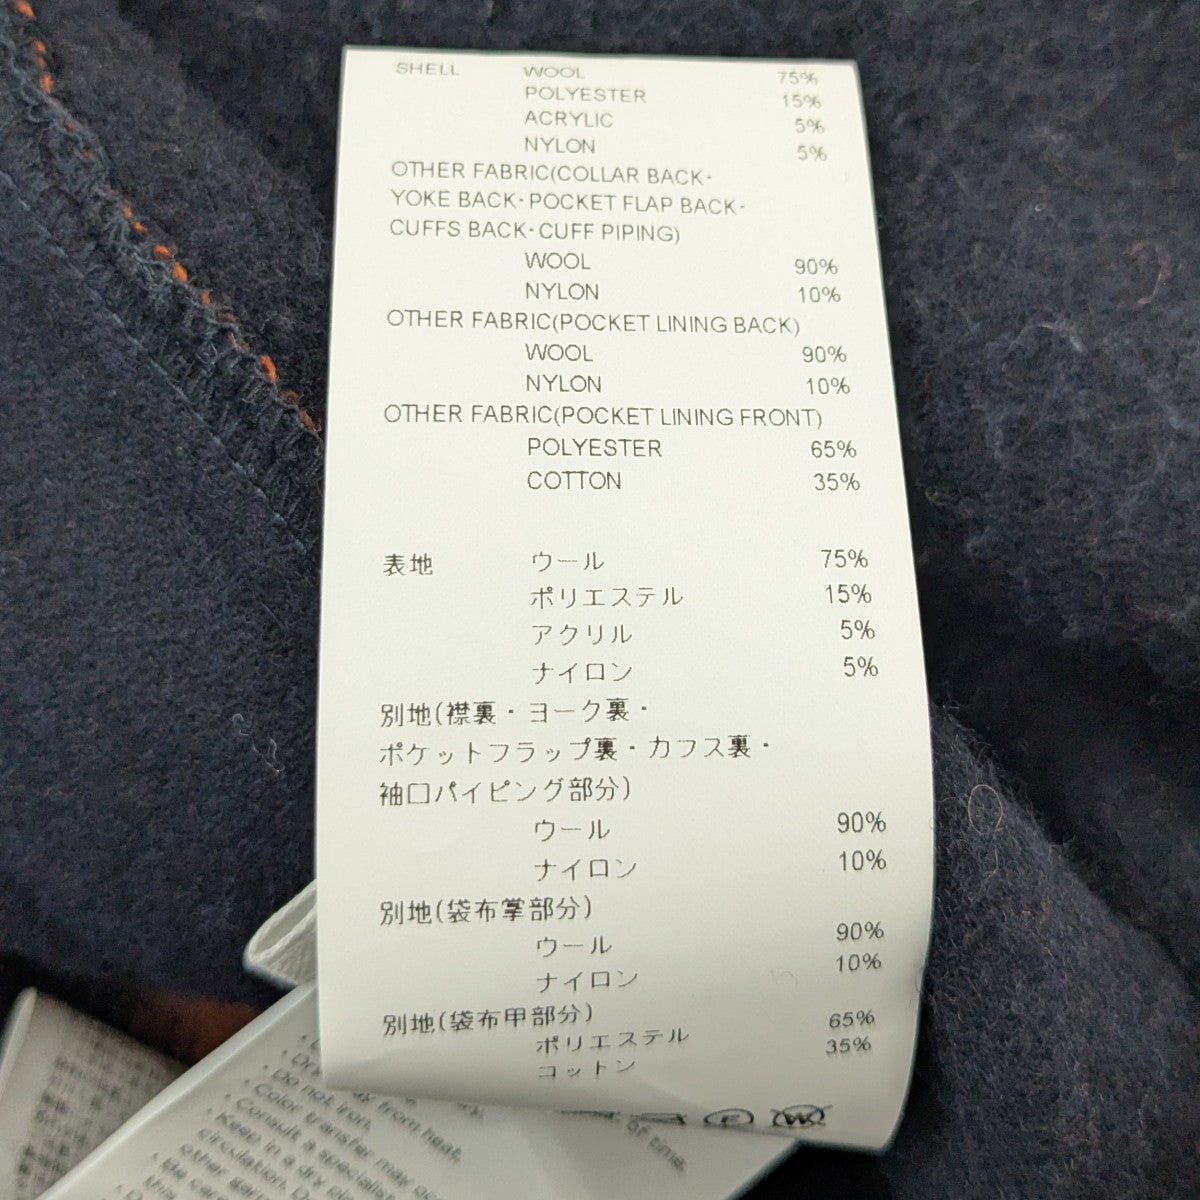 SHELL WOOL 75%
POLYESTER 15%
ACRYLIC 5%
NYLON 5%
OTHER FABRIC(COLLAR BACK・
YOKE BACK・POCKET FLAP BACK・
CUFFS BACK・CUFF PIPING)
WOOL 90%
NYLON 10%
OTHER FABRIC(POCKET LINING BACK)
WOOL 90%
NYLON 10%
OTHER FABRIC(POCKET LINING FRONT)
POLYESTER 65%
COTTON 35%
表地 ウール 75%
ポリエステル 15%
アクリル 5%
ナイロン 5%
別地(襟裏・ヨーク裏・
ポケットフラップ裏・カフス裏・
袖口パイピング部分)
ウール 90%
ナイロン 10%
別地(袋布掌部分)
ウール 90%
ナイロン 10%
別地(袋布甲部分)
ポリエステル 65%
コットン 35%
from heat,
of time.
・Do not iron,
・Color transfer may
・Consult a specialist
・Keep in a dry
circulation.
other
・Be
this